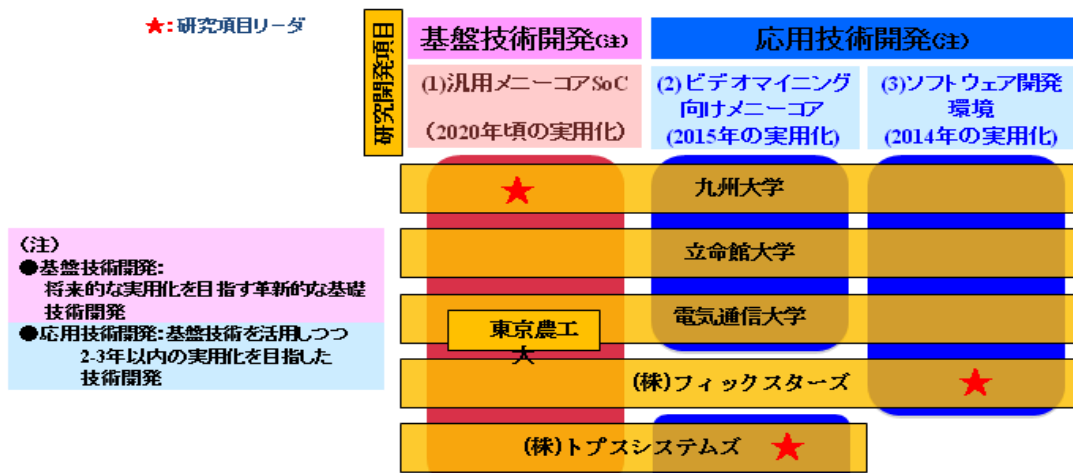 ★:研究項目リーダ
研究開発項目
基盤技術開発(注)
応用技術開発(注)
(1)汎用メニーコアSoC
(2020年頃の実用化)
(2)ビデオマイニング
向けメニーコア
(2015年の実用化)
(3)ソフトウェア開発
環境
(2014年の実用化)
九州大学
立命館大学
電気通信大学
東京農工
大
(株)フィックスターズ
(株)トプスシステムズ
(注)
●基盤技術開発:
将来的な実用化を目指す革新的な基礎
技術開発
●応用技術開発:基盤技術を活用しつつ
2-3年以内の実用化を目指した
技術開発